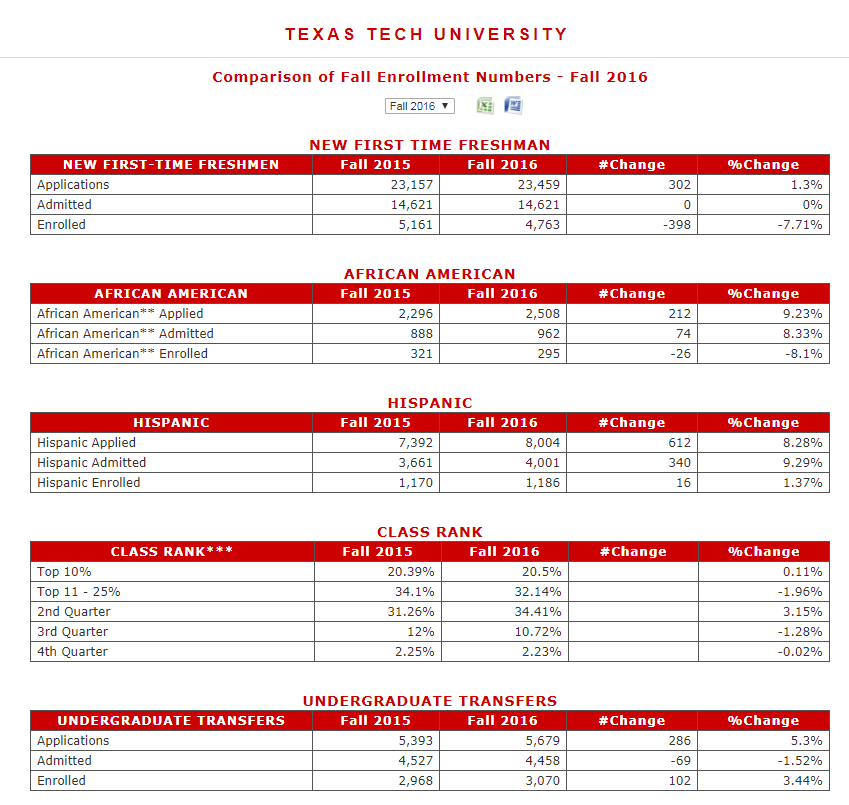 TEXAS TECH UNIVERSITY
Comparison of Fall Enrollment Numbers - Fall 2016
Fall 2016 ▼
NEW FIRST TIME FRESHMAN
NEW FIRST-TIME FRESHMEN Fall 2015 Fall 2016 #Change %Change
Applications 23,157 23,459 302 1.3%
Admitted 14,621 14,621 0 0%
Enrolled 5,161 4,763 -398 -7.71%
AFRICAN AMERICAN
AFRICAN AMERICAN Fall 2015 Fall 2016 #Change %Change
African American** Applied 2,296 2,508 212 9.23%
African American** Admitted 888 962 74 8.33%
African American** Enrolled 321 295 -26 -8.1%
HISPANIC
HISPANIC Fall 2015 Fall 2016 #Change %Change
Hispanic Applied 7,392 8,004 612 8.28%
Hispanic Admitted 3,661 4,001 340 9.29%
Hispanic Enrolled 1,170 1,186 16 1.37%
CLASS RANK
CLASS RANK*** Fall 2015 Fall 2016 #Change %Change
Top 10% 20.39% 20.5% 0.11%
Top 11 - 25% 34.1% 32.14% -1.96%
2nd Quarter 31.26% 34.41% 3.15%
3rd Quarter 12% 10.72% -1.28%
4th Quarter 2.25% 2.23% -0.02%
UNDERGRADUATE TRANSFERS
UNDERGRADUATE TRANSFERS Fall 2015 Fall 2016 #Change %Change
Applications 5,393 5,679 286 5.3%
Admitted 4,527 4,458 -69 -1.52%
Enrolled 2,968 3,070 102 3.44%